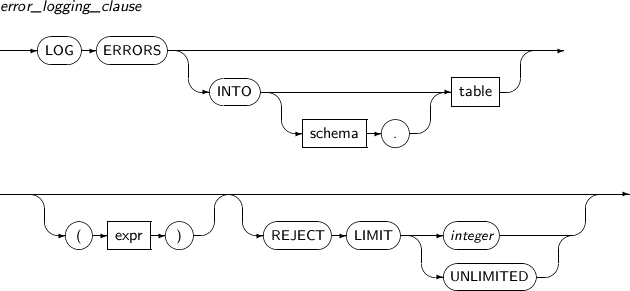 error_logging_clause
LOG ERRORS
INTO table
schema .
( expr ) REJECT LIMIT integer
UNLIMITED